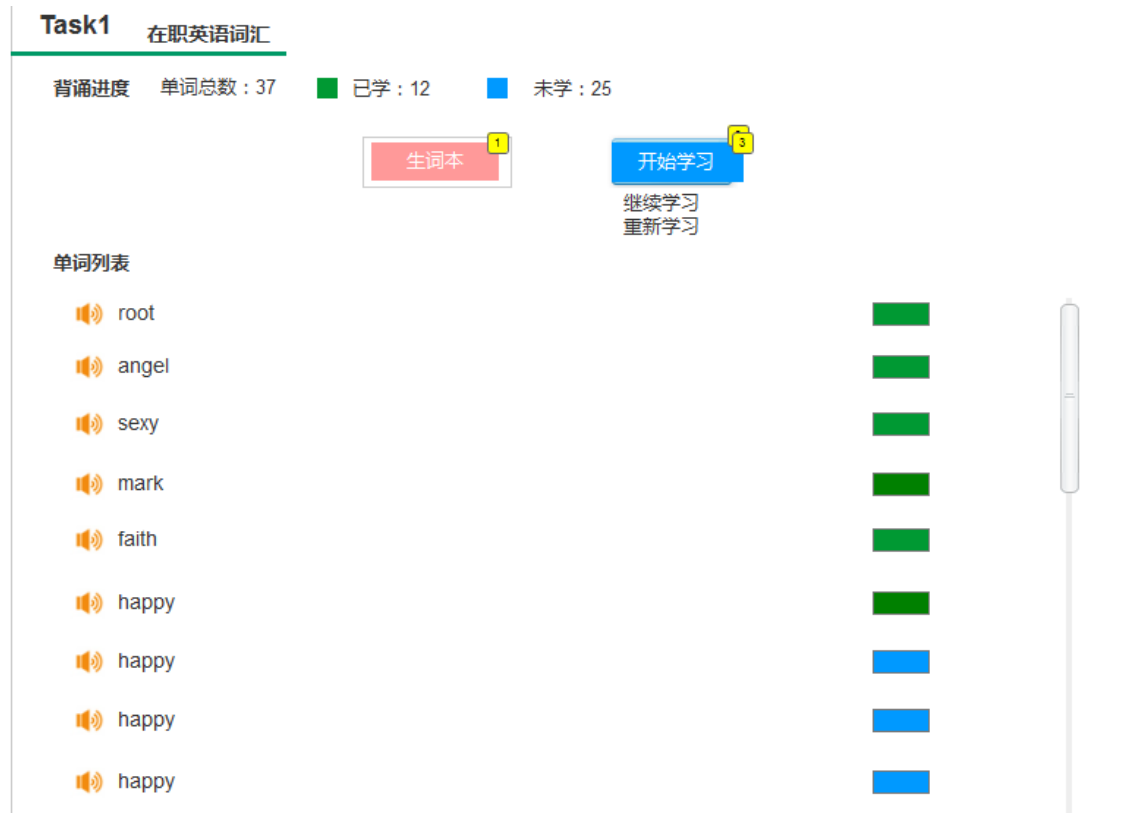 Task1 在职英语词汇
背诵进度 单词总数：37 已学：12 未学：25
生词本 1 开始学习 3
继续学习
重新学习
单词列表
root
angel
sexy
mark
faith
happy
happy
happy
happy